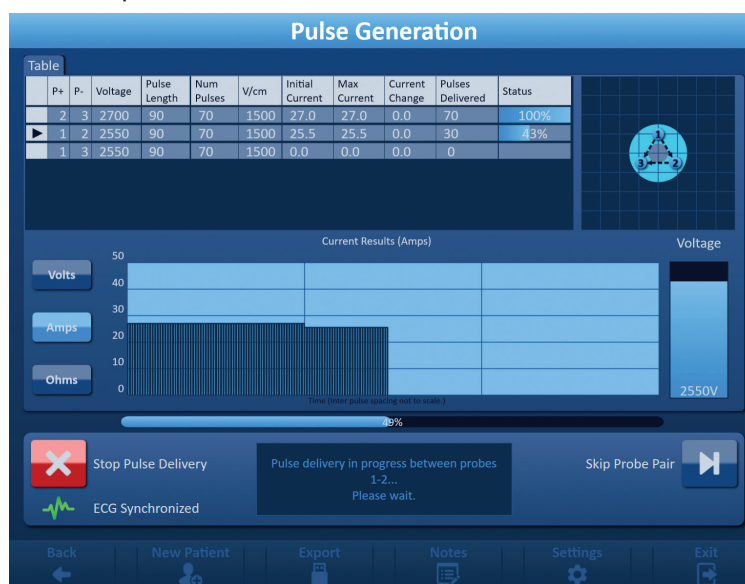 Pulse Generation
Table
P+ P- Voltage Pulse Length Num Pulses V/cm Initial Current Max Current Current Change Pulses Delivered Status
2 3 2700 90 70 1500 27.0 27.0 0.0 70 100%
1 2 2550 90 70 1500 25.5 25.5 0.0 30 43%
1 3 2550 90 70 1500 0.0 0.0 0.0 0
1
3 2
Current Results (Amps)
Voltage
Volts
Amps
Ohms
50
40
30
20
10
0
Time (Inter pulse spacing not to scale.)
2550V
49%
Stop Pulse Delivery
ECG Synchronized
Pulse delivery in progress between probes
1-2...
Please wait.
Skip Probe Pair
Back New Patient Export Notes Settings Exit